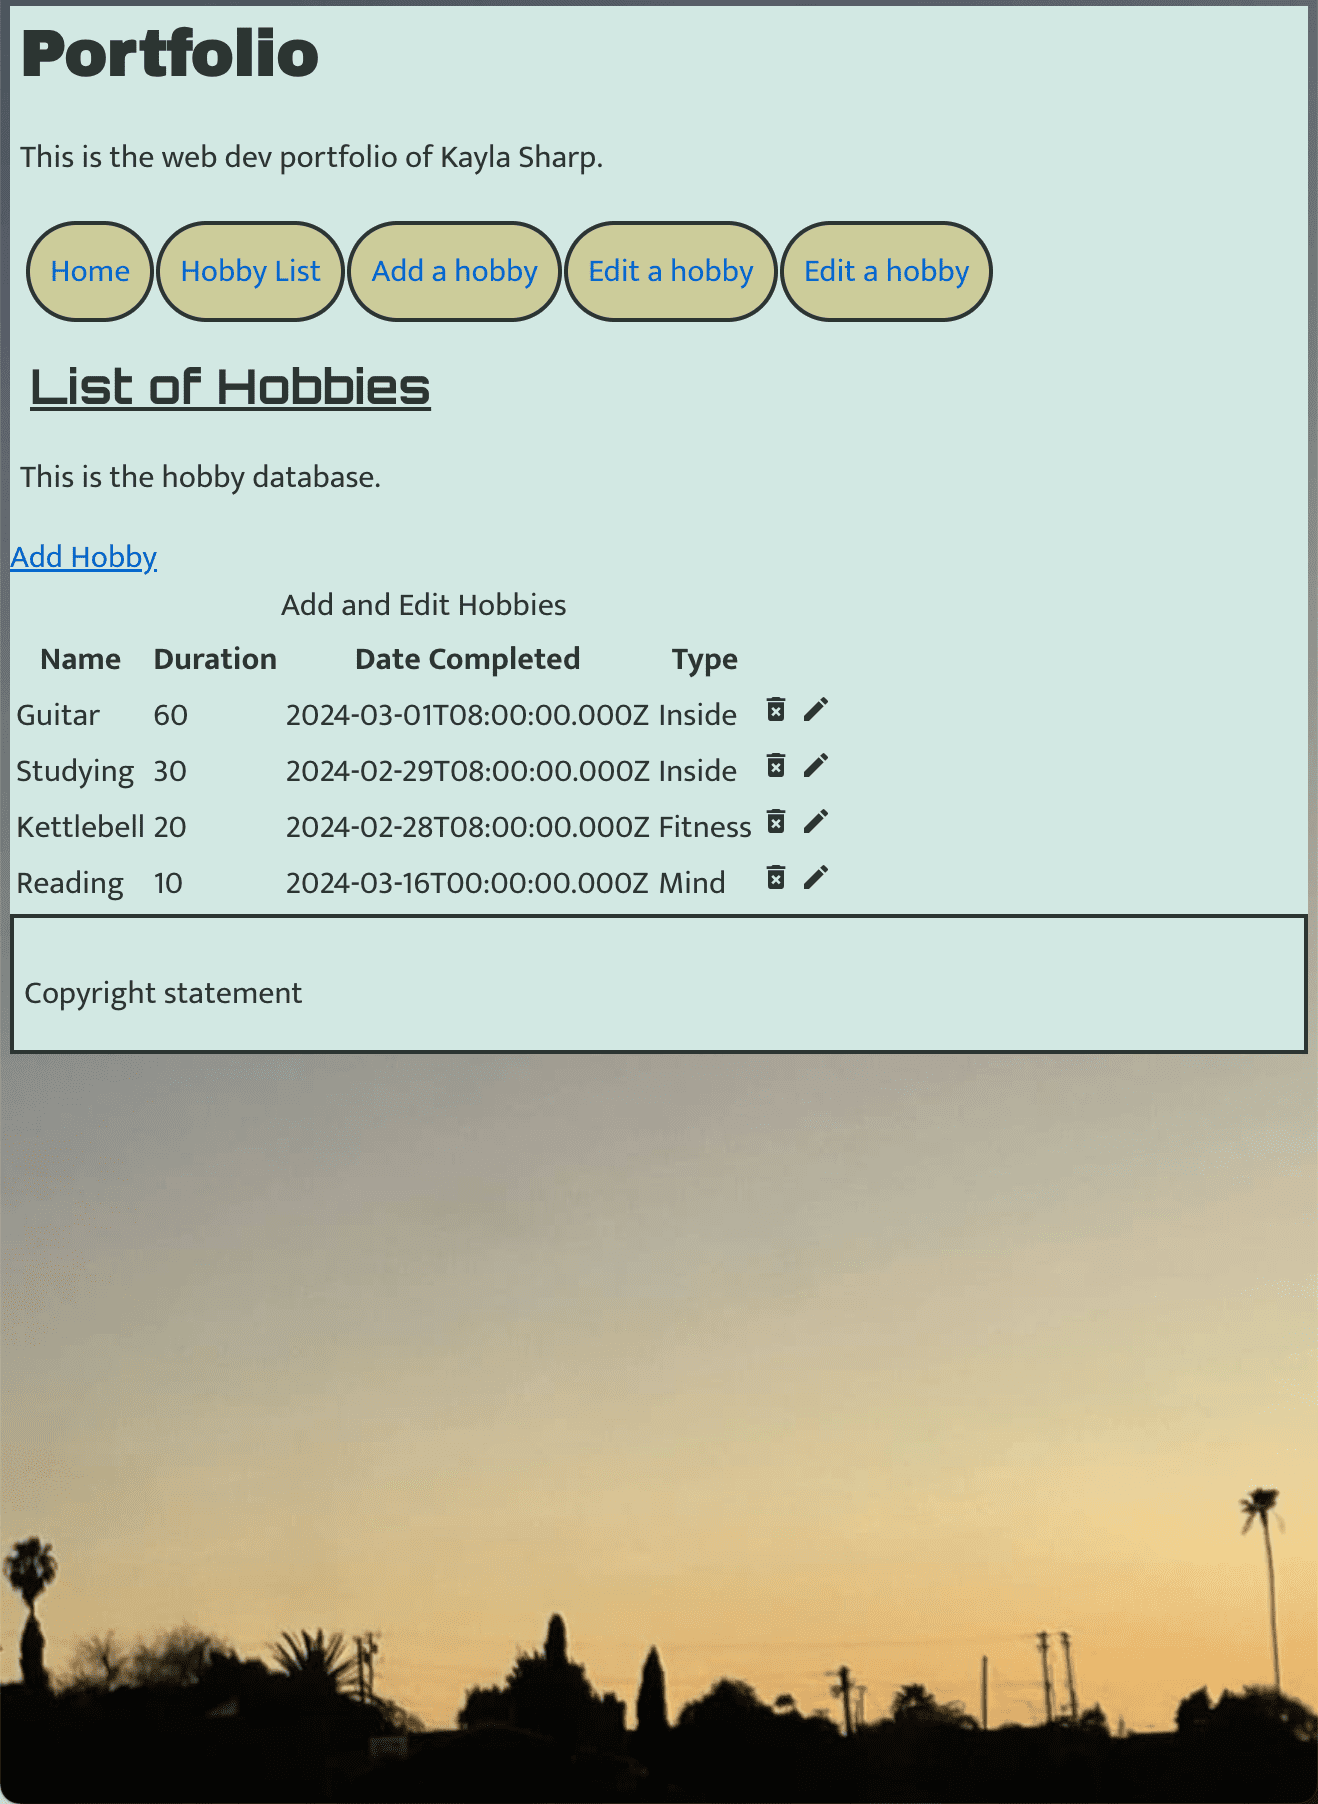 Portfolio
This is the web dev portfolio of Kayla Sharp.
Home Hobby List Add a hobby Edit a hobby Edit a hobby
List of Hobbies
This is the hobby database.
Add Hobby
Add and Edit Hobbies
Name Duration Date Completed Type
Guitar 60 2024-03-01T08:00:00.000Z Inside
Studying 30 2024-02-29T08:00:00.000Z Inside
Kettlebell 20 2024-02-28T08:00:00.000Z Fitness
Reading 10 2024-03-16T00:00:00.000Z Mind
Copyright statement